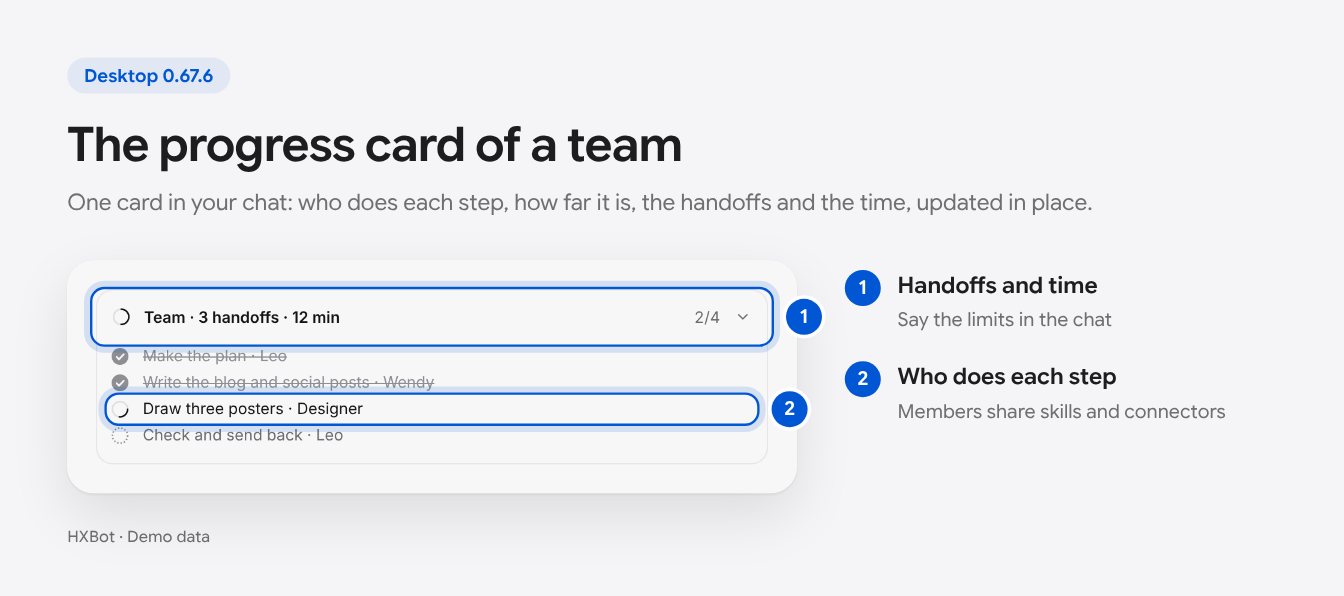 Desktop 0.67.6
The progress card of a team
One card in your chat: who does each step, how far it is, the handoffs and the time, updated in place.
Team · 3 handoffs · 12 min 2/4
1
Make the plan · Leo
Write the blog and social posts · Wendy
Draw three posters · Designer
2
Check and send back · Leo
1 Handoffs and time
Say the limits in the chat
2 Who does each step
Members share skills and connectors
HXBot · Demo data